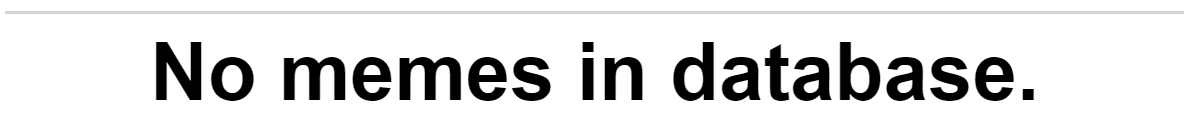 No memes in database.